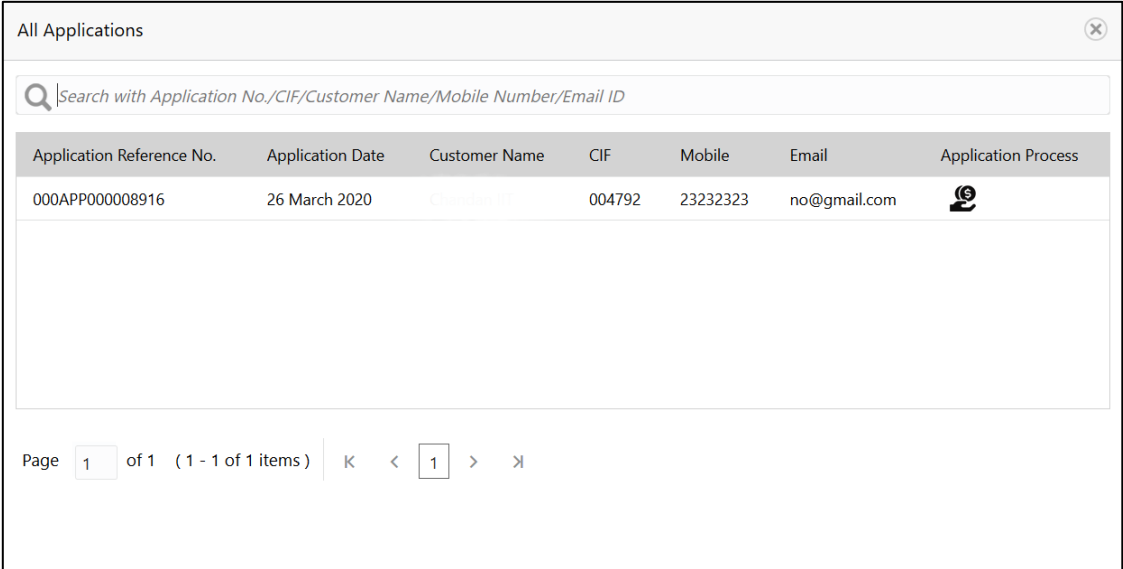 All Applications
Search with Application No./CIF/Customer Name/Mobile Number/Email ID
Application Reference No. Application Date Customer Name CIF Mobile Email Application Process
000APP000008916 26 March 2020 004792 23232323 no@gmail.com
Page 1 of 1 ( 1 - 1 of 1 items ) 1